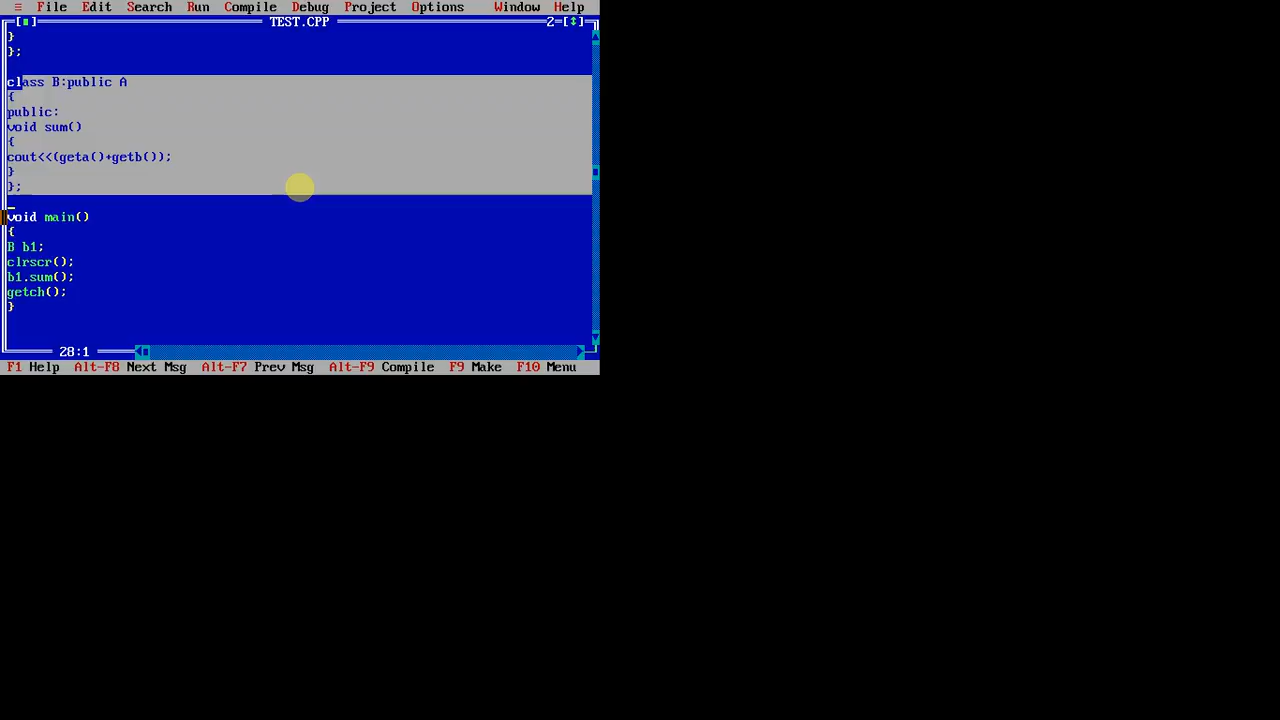 ≡ File Edit Search Run Compile Debug Project Options Window Help
[■] TEST.CPP 2=[↕]
}
};
class B:public A
{
public:
void sum()
{
cout<<(geta()+getb());
}
};
void main()
{
B b1;
clrscr();
b1.sum();
getch();
}
28:1
F1 Help Alt-F8 Next Msg Alt-F7 Prev Msg Alt-F9 Compile F9 Make F10 Menu